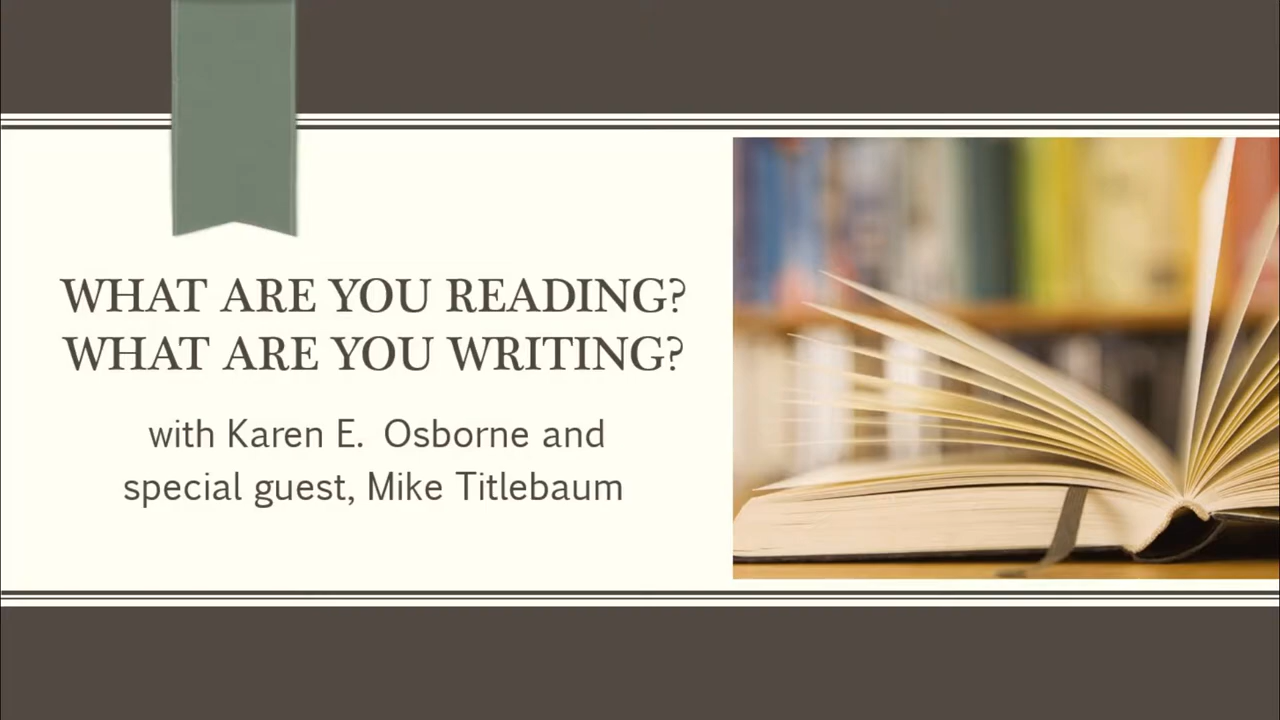 WHAT ARE YOU READING?
WHAT ARE YOU WRITING?
with Karen E. Osborne and
special guest, Mike Titlebaum